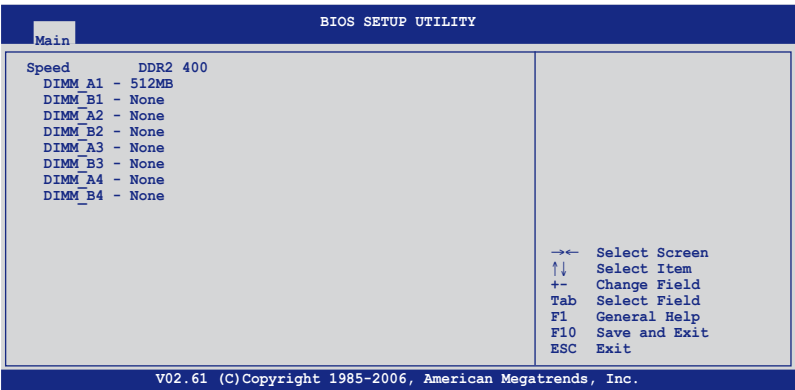 BIOS SETUP UTILITY
Main
Speed DDR2 400
DIMM_A1 - 512MB
DIMM_B1 - None
DIMM_A2 - None
DIMM_B2 - None
DIMM_A3 - None
DIMM_B3 - None
DIMM_A4 - None
DIMM_B4 - None
→← Select Screen
↑↓ Select Item
+- Change Field
Tab Select Field
F1 General Help
F10 Save and Exit
ESC Exit
V02.61 (C)Copyright 1985-2006, American Megatrends, Inc.